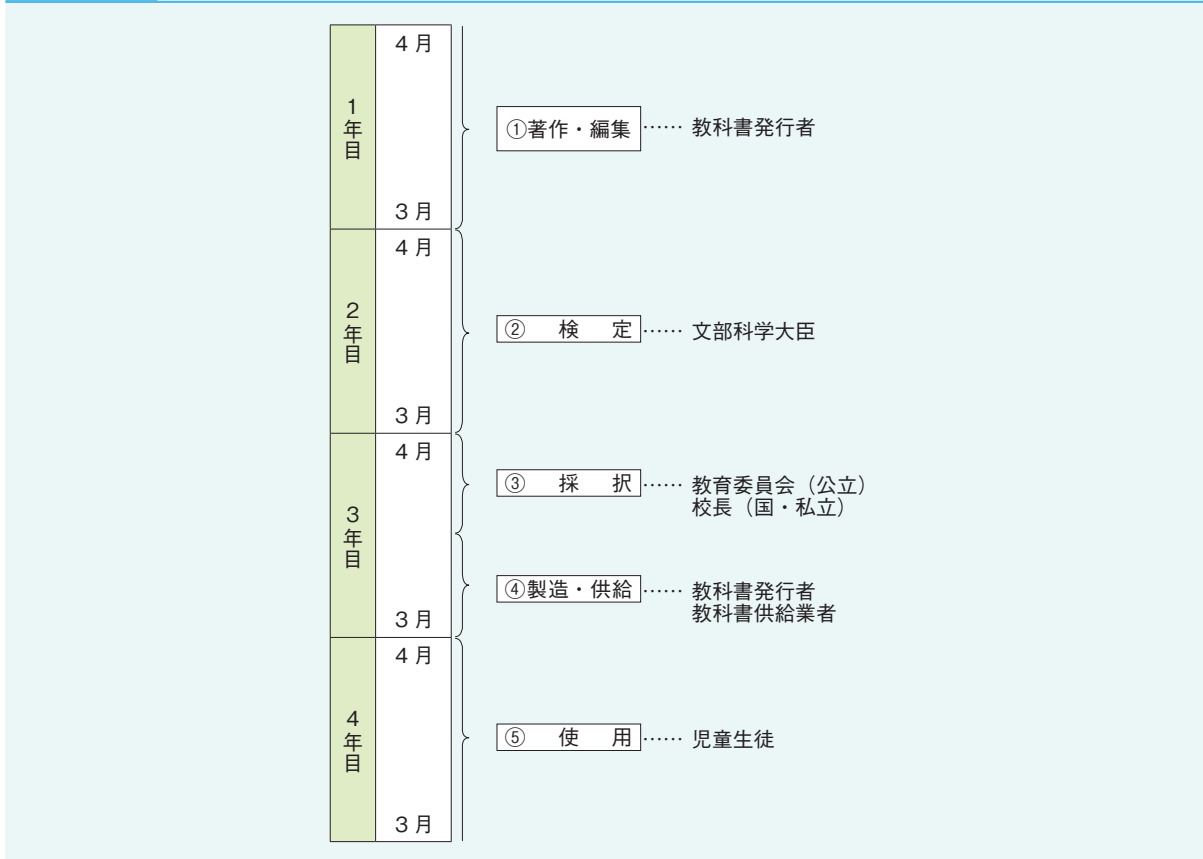 1年目
4月
①著作・編集…… 教科書発行者
3月
2年目
4月
② 検 定…… 文部科学大臣
3月
3年目
4月
③ 採 択…… 教育委員会（公立）
校長（国・私立）
④製造・供給…… 教科書発行者
教科書供給業者
3月
4年目
4月
⑤ 使 用…… 児童生徒
3月